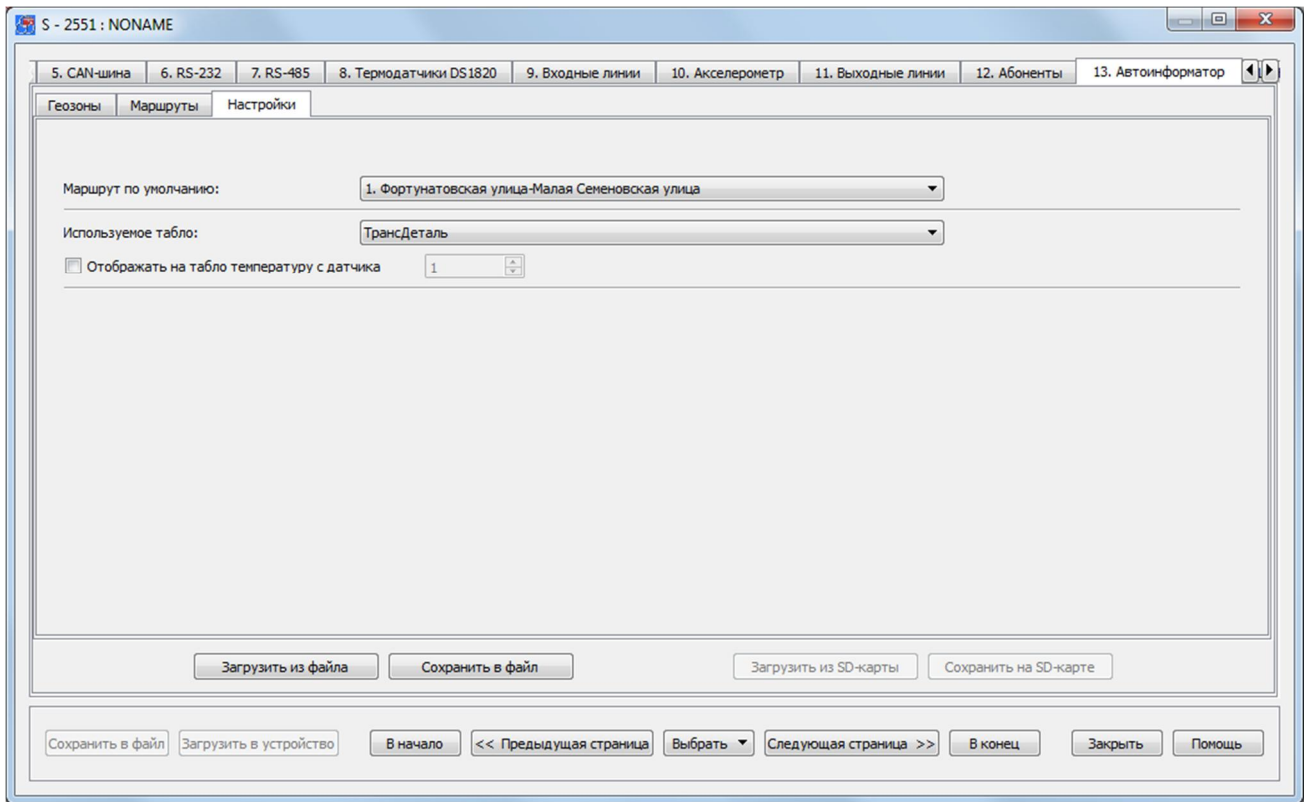 S - 2551 : NONAME
5. CAN-шина 6. RS-232 7. RS-485 8. Термодатчики DS1820 9. Входные линии 10. Акселерометр 11. Выходные линии 12. Абоненты 13. Автоинформатор
Геозоны Маршруты Настройки
Маршрут по умолчанию: 1. Фортунатовская улица-Малая Семеновская улица
Используемое табло: ТрансДеталь
Отображать на табло температуру с датчика 1
Загрузить из файла Сохранить в файл Загрузить из SD-карты Сохранить на SD-карте
Сохранить в файл Загрузить в устройство В начало << Предыдущая страница Выбрать Следующая страница >> В конец Закрыть Помощь